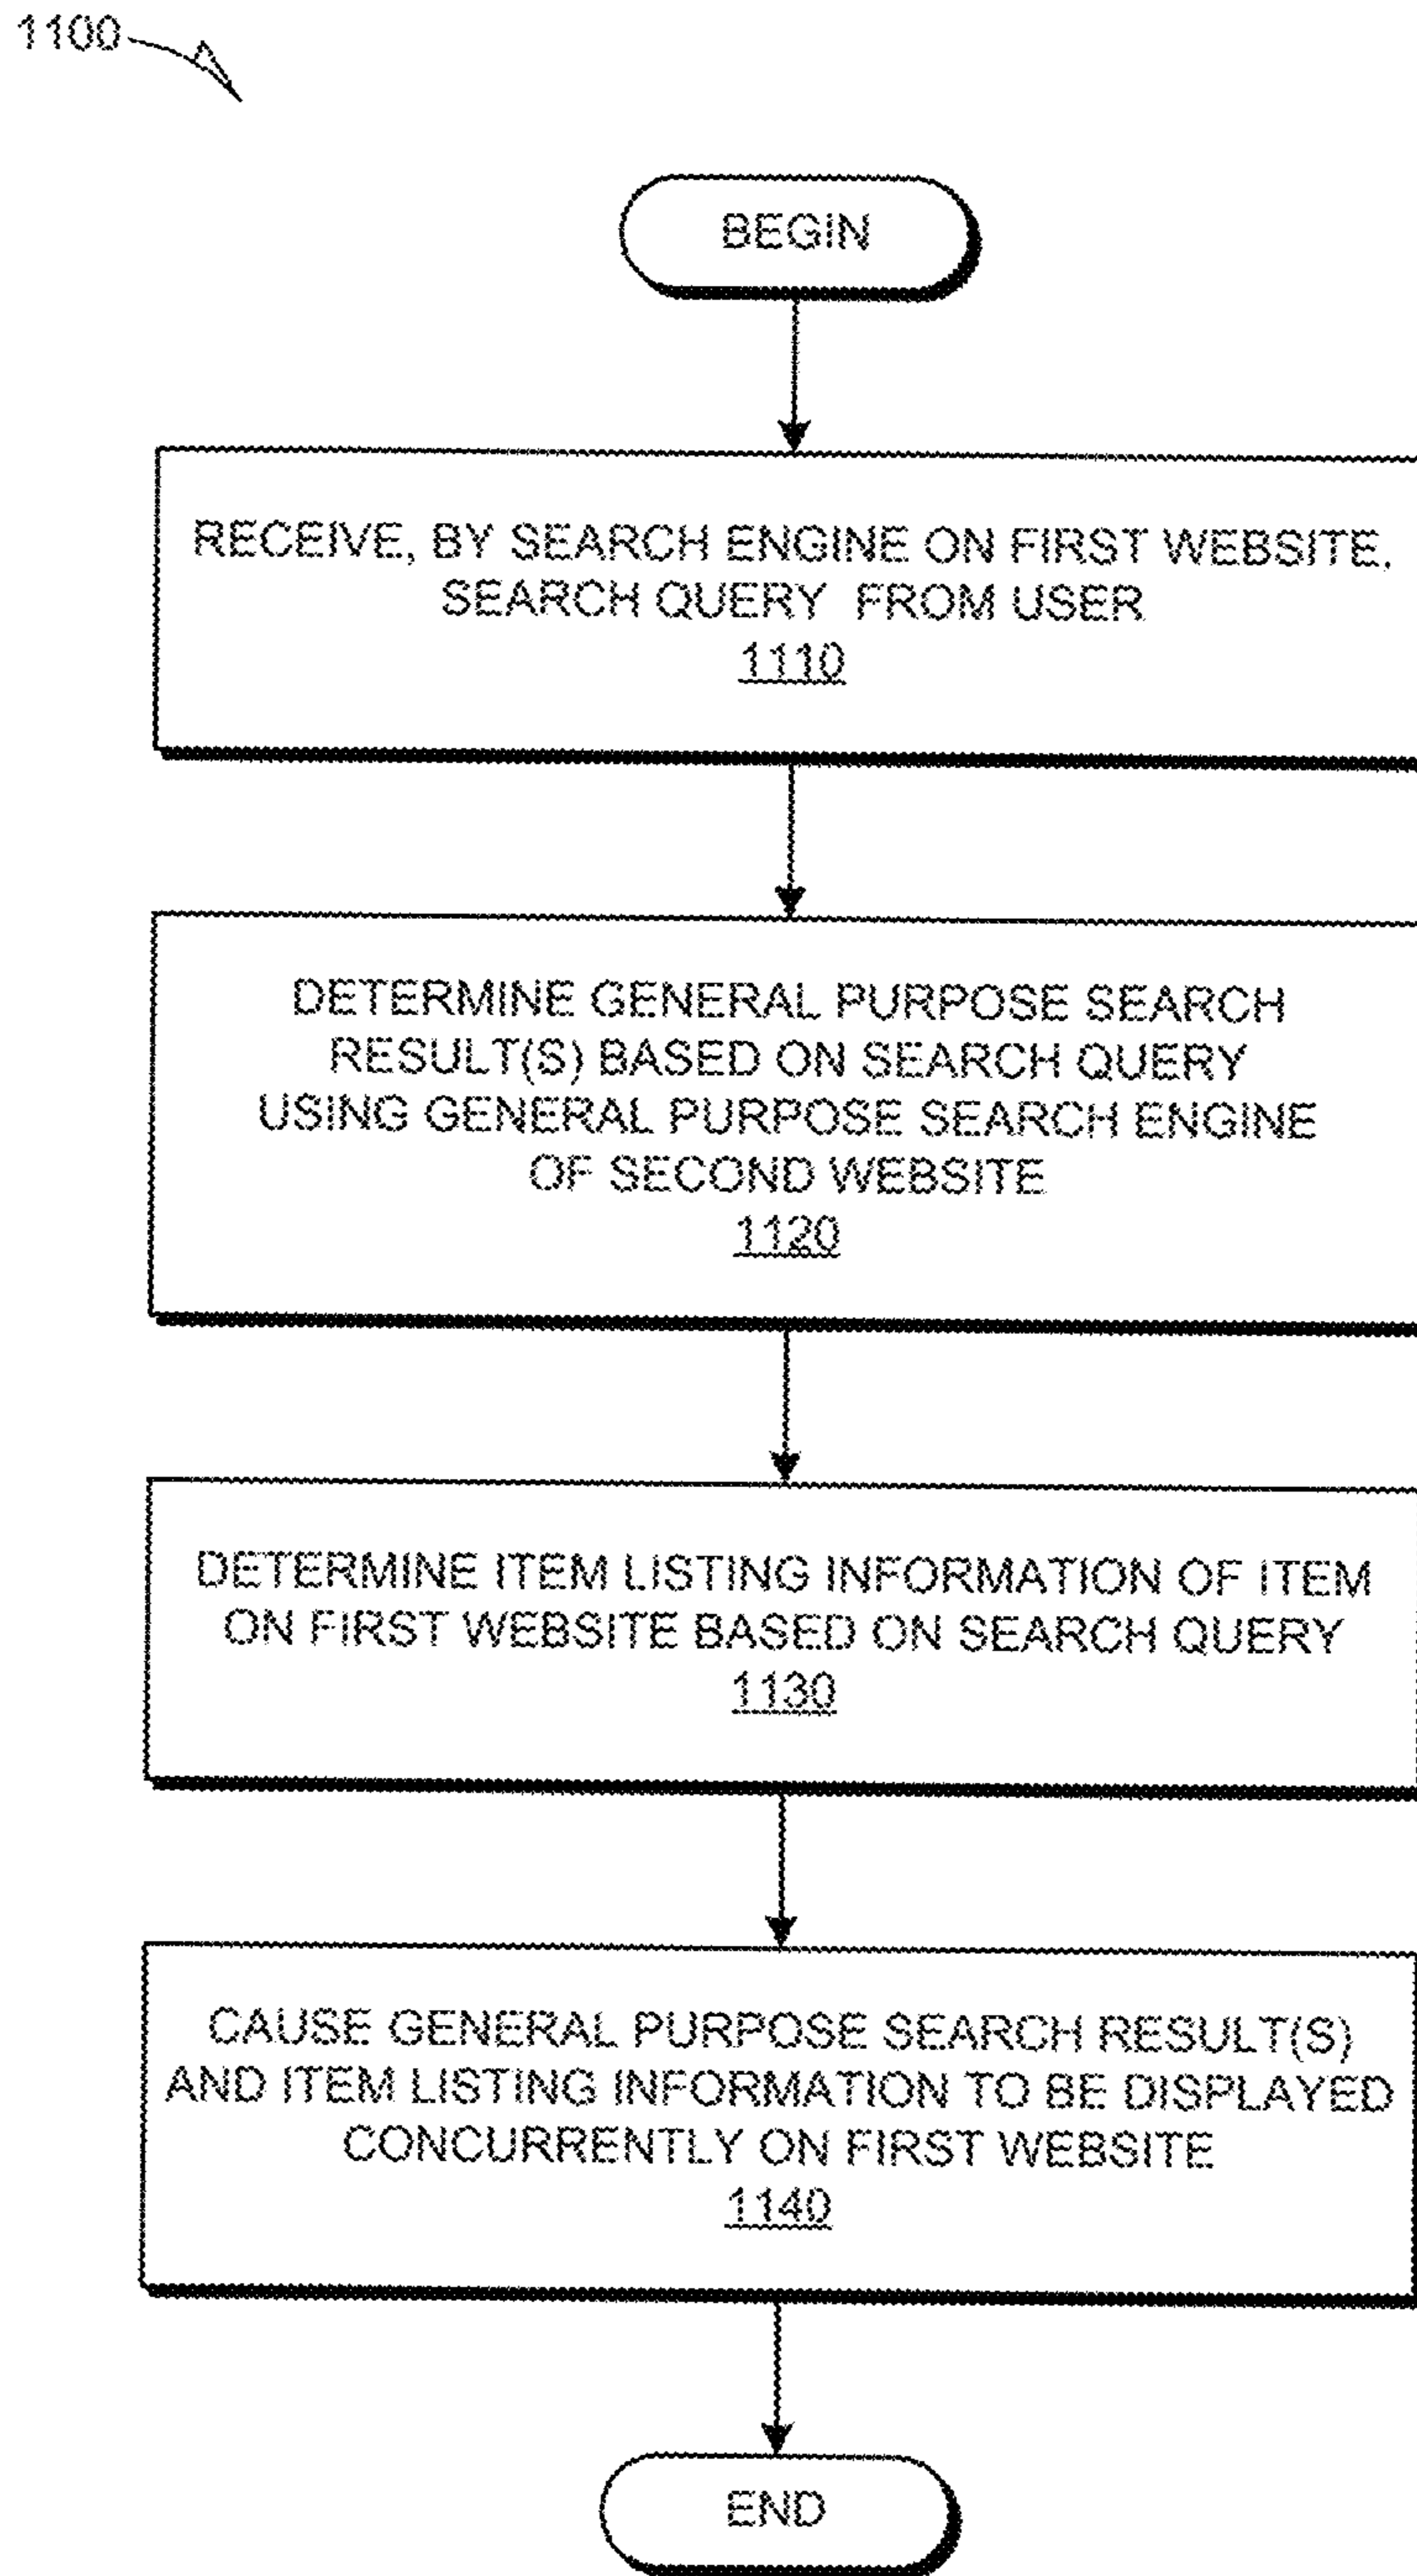 1100
BEGIN
RECEIVE, BY SEARCH ENGINE ON FIRST WEBSITE,
SEARCH QUERY FROM USER
1110
DETERMINE GENERAL PURPOSE SEARCH
RESULT(S) BASED ON SEARCH QUERY
USING GENERAL PURPOSE SEARCH ENGINE
OF SECOND WEBSITE
1120
DETERMINE ITEM LISTING INFORMATION OF ITEM
ON FIRST WEBSITE BASED ON SEARCH QUERY
1130
CAUSE GENERAL PURPOSE SEARCH RESULT(S)
AND ITEM LISTING INFORMATION TO BE DISPLAYED
CONCURRENTLY ON FIRST WEBSITE
1140
END